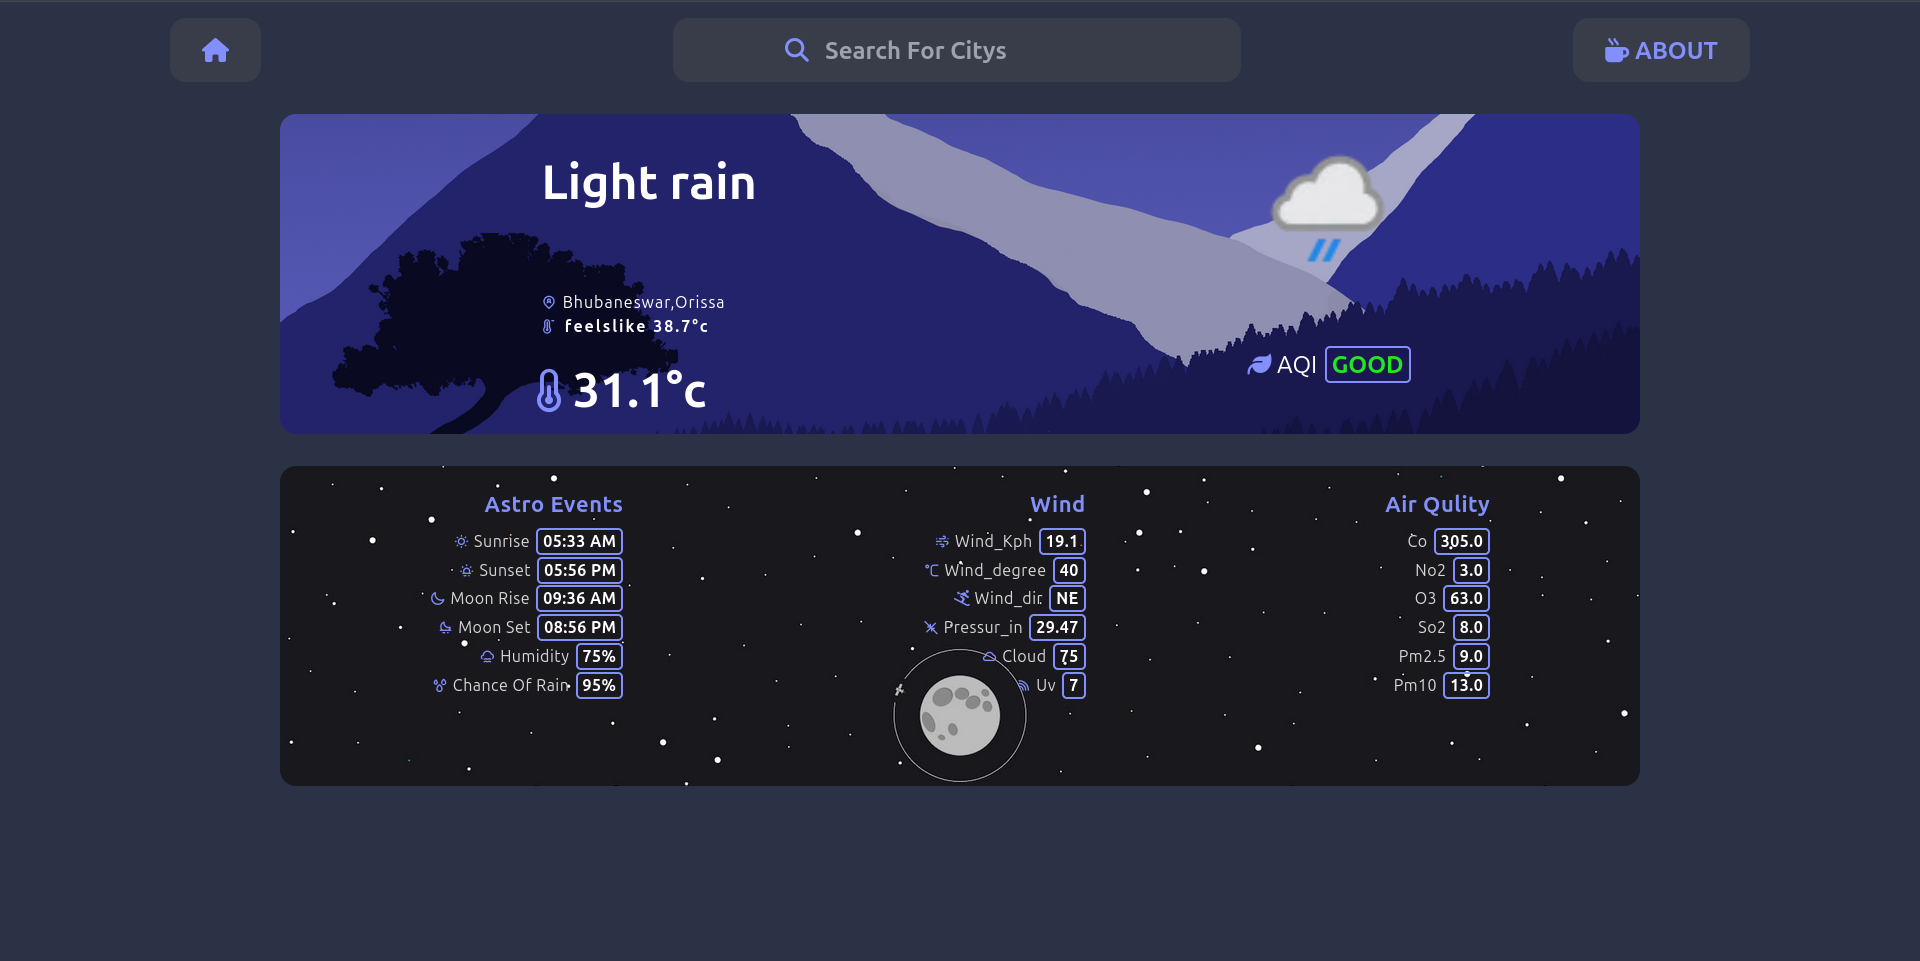 Search For Citys
ABOUT
Light rain
Bhubaneswar,Orissa
feelslike 38.7°c
31.1°c
AQI GOOD
Astro Events
Sunrise 05:33 AM
Sunset 05:56 PM
Moon Rise 09:36 AM
Moon Set 08:56 PM
Humidity 75%
Chance Of Rain 95%
Wind
Wind_Kph 19.1
°C Wind_degree 40
Wind_dir NE
Pressur_in 29.47
Cloud 75
Uv 7
Air Qulity
Co 305.0
No2 3.0
O3 63.0
So2 8.0
Pm2.5 9.0
Pm10 13.0